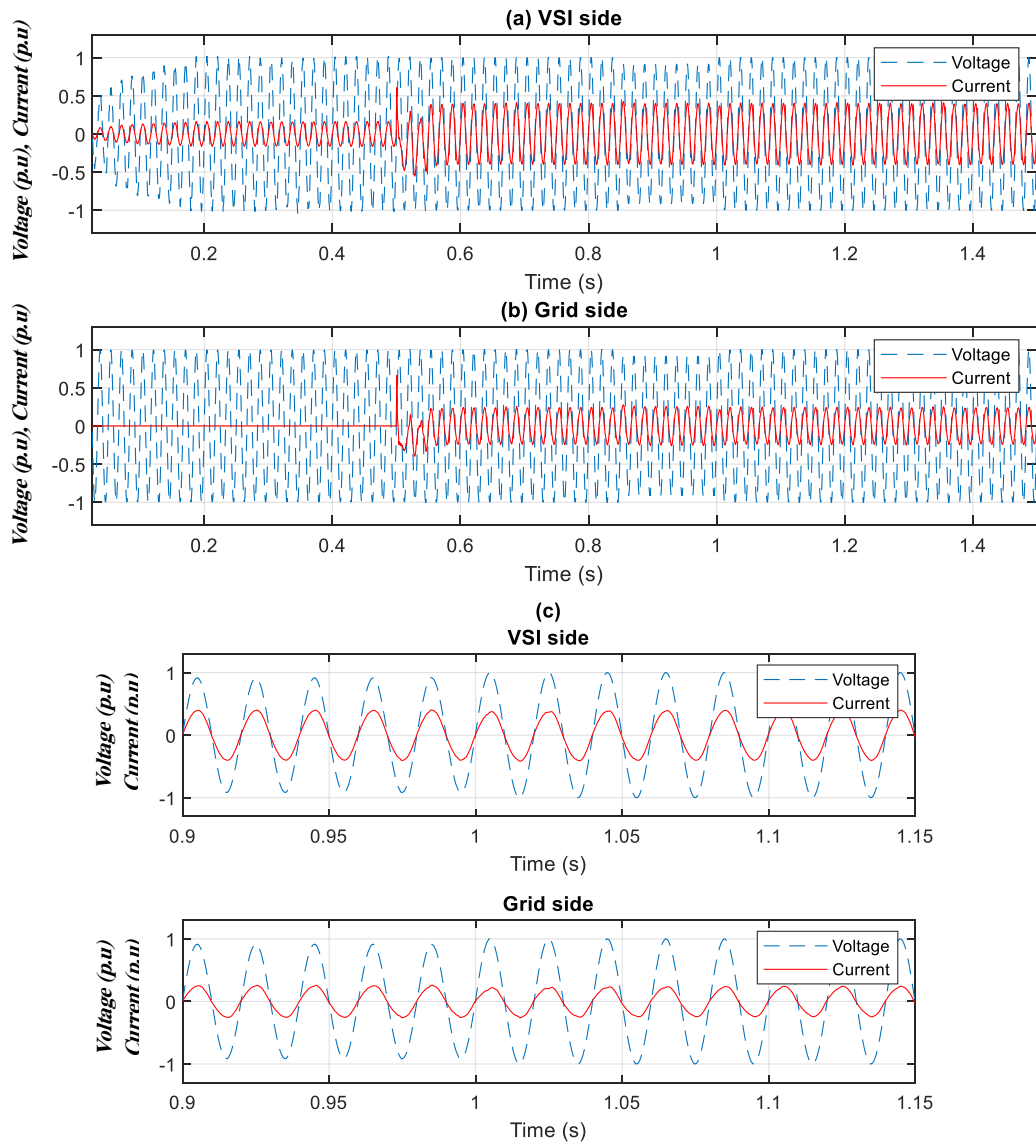 (a) VSI side
Voltage (p.u), Current (p.u)
1
0.5
0
-0.5
-1
Voltage
Current
0.2 0.4 0.6 0.8 1 1.2 1.4
Time (s)
(b) Grid side
Voltage (p.u), Current (p.u)
1
0.5
0
-0.5
-1
Voltage
Current
0.2 0.4 0.6 0.8 1 1.2 1.4
Time (s)
(c)
VSI side
Voltage (p.u)
Current (p.u)
1
0
-1
Voltage
Current
0.9 0.95 1 1.05 1.1 1.15
Time (s)
Grid side
Voltage (p.u)
Current (p.u)
1
0
-1
Voltage
Current
0.9 0.95 1 1.05 1.1 1.15
Time (s)